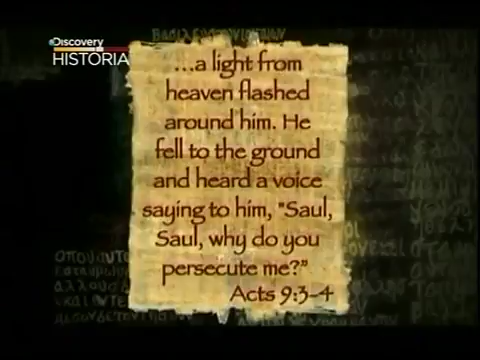 Discovery
HISTORIA
...a light from
heaven flashed
around him. He
fell to the ground
and heard a voice
saying to him, "Saul,
Saul, why do you
persecute me?"
Acts 9:3-4